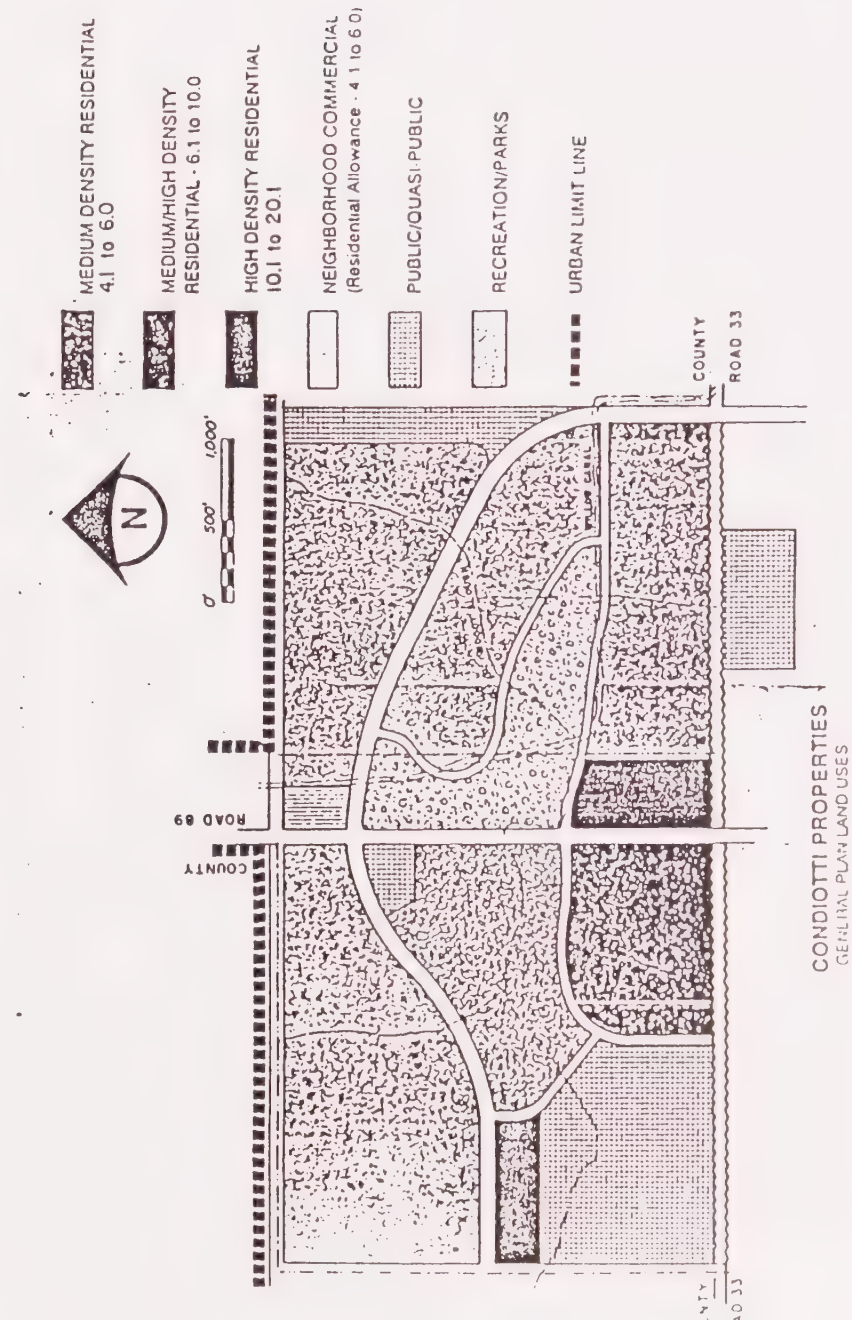 MEDIUM DENSITY RESIDENTIAL
4.1 to 6.0
MEDIUM/HIGH DENSITY
RESIDENTIAL - 6.1 to 10.0
HIGH DENSITY RESIDENTIAL
10.1 to 20.1
NEIGHBORHOOD COMMERCIAL
(Residential Allowance - 4 1 to 6 0)
PUBLIC/QUASI-PUBLIC
RECREATION/PARKS
URBAN LIMIT LINE
N
0' 500' 1,000'
COUNTY
ROAD 89
COUNTY
ROAD 33
33
CONDIOTTI PROPERTIES
GENERAL PLAN LAND USES